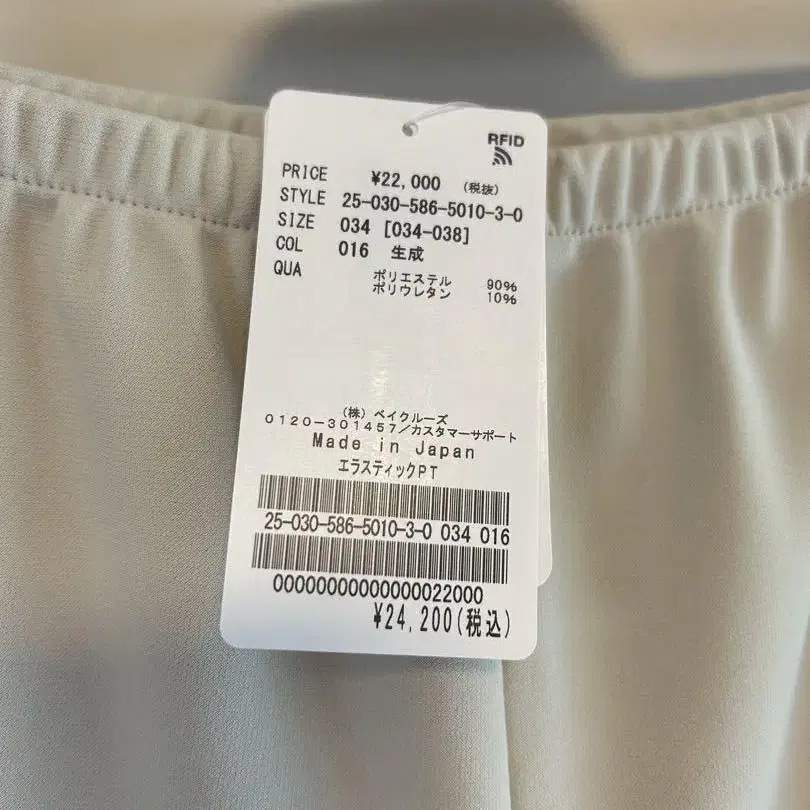 RFID
PRICE ¥22,000 (税抜)
STYLE 25-030-586-5010-3-0
SIZE 034 [034-038]
COL 016 生成
QUA ポリエステル 90%
ポリウレタン 10%
(株) ベイクルーズ
0120-301457/カスタマーサポート
Made in Japan
エラスティックPT
25-030-586-5010-3-0 034 016
00000000000000022000
¥24,200(税込)